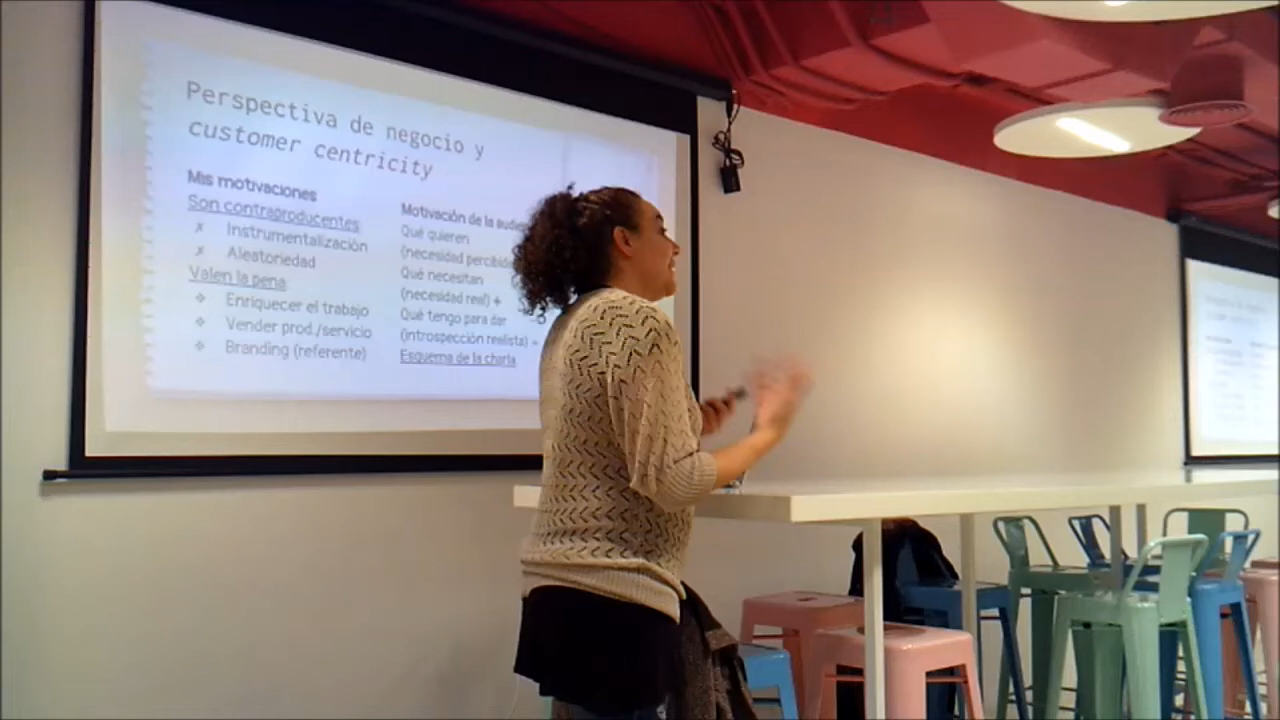 Perspectiva de negocio y
customer centricity
Mis motivaciones
Son contraproducentes
✗ Instrumentalización
✗ Aleatoriedad
Valen la pena
❖ Enriquecer el trabajo
❖ Vender prod./servicio
❖ Branding (referente)
Motivación de la
Qué quieren
(necesidad
Qué necesitan
(necesidad real) +
Qué tengo para dar
(introspección realista) =
Esquema de la charla